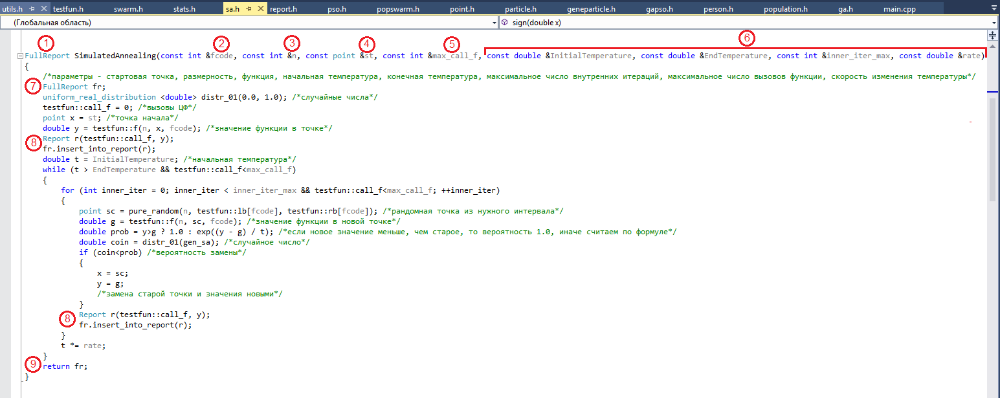 utils.h testfun.h swarm.h stats.h sa.h report.h pso.h popswarm.h point.h particle.h geneparticle.h gapso.h person.h population.h ga.h main.cpp
(Глобальная область) sign(double x)
1 2 3 4 5 6
FullReport SimulatedAnnealing(const int &fcode, const int &n, const point &st, const int &max_call_f, const double &InitialTemperature, const double &EndTemperature, const int &inner_iter_max, const double &rate)
{
/*параметры - стартовая точка, размерность, функция, начальная температура, конечная температура, максимальное число внутренних итераций, максимальное число вызовов функции, скорость изменения температуры*/
7 FullReport fr;
uniform_real_distribution <double> distr_01(0.0, 1.0); /*случайные числа*/
testfun::call_f = 0; /*вызовы ЦФ*/
point x = st; /*точка начала*/
double y = testfun::f(n, x, fcode); /*значение функции в точке*/
8 Report r(testfun::call_f, y);
fr.insert_into_report(r);
double t = InitialTemperature; /*начальная температура*/
while (t > EndTemperature && testfun::call_f<max_call_f)
{
for (int inner_iter = 0; inner_iter < inner_iter_max && testfun::call_f<max_call_f; ++inner_iter)
{
point sc = pure_random(n, testfun::lb[fcode], testfun::rb[fcode]); /*рандомная точка из нужного интервала*/
double g = testfun::f(n, sc, fcode); /*значение функции в новой точке*/
double prob = y>g ? 1.0 : exp((y - g) / t); /*если новое значение меньше, чем старое, то вероятность 1.0, иначе считаем по формуле*/
double coin = distr_01(gen_sa); /*случайное число*/
if (coin<prob) /*вероятность замены*/
{
x = sc;
y = g;
/*замена старой точки и значения новыми*/
}
8 Report r(testfun::call_f, y);
fr.insert_into_report(r);
}
t *= rate;
}
9 return fr;
}